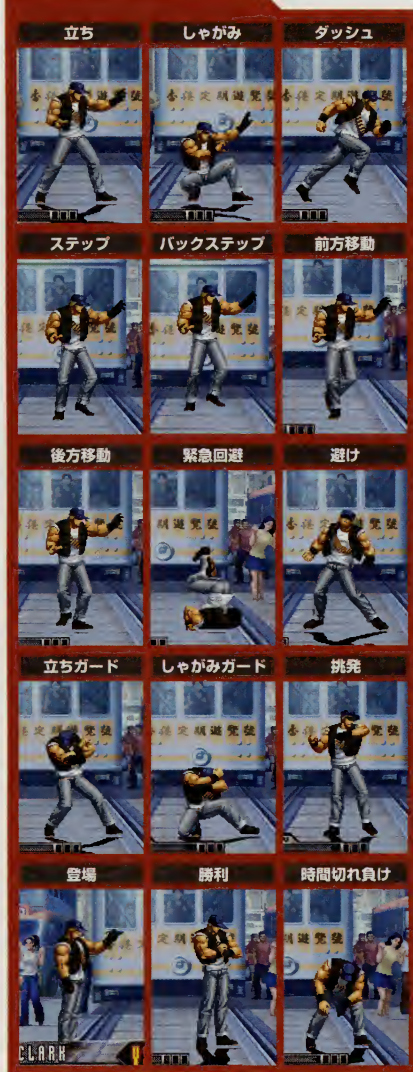 立ち
しゃがみ
ダッシュ
ステップ
バックステップ
前方移動
後方移動
緊急回避
避け
立ちガード
しゃがみガード
挑発
登場
勝利
時間切れ負け
CLARK